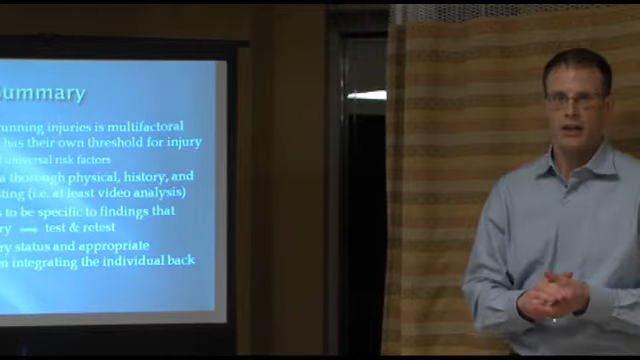 ummary
unning injuries is multifactoral
has their own threshold for injury
universal risk factors
a thorough physical, history, and
sting (i.e. at least video analysis)
s to be specific to findings that
ry → test & retest
ry status and appropriate
n integrating the individual back